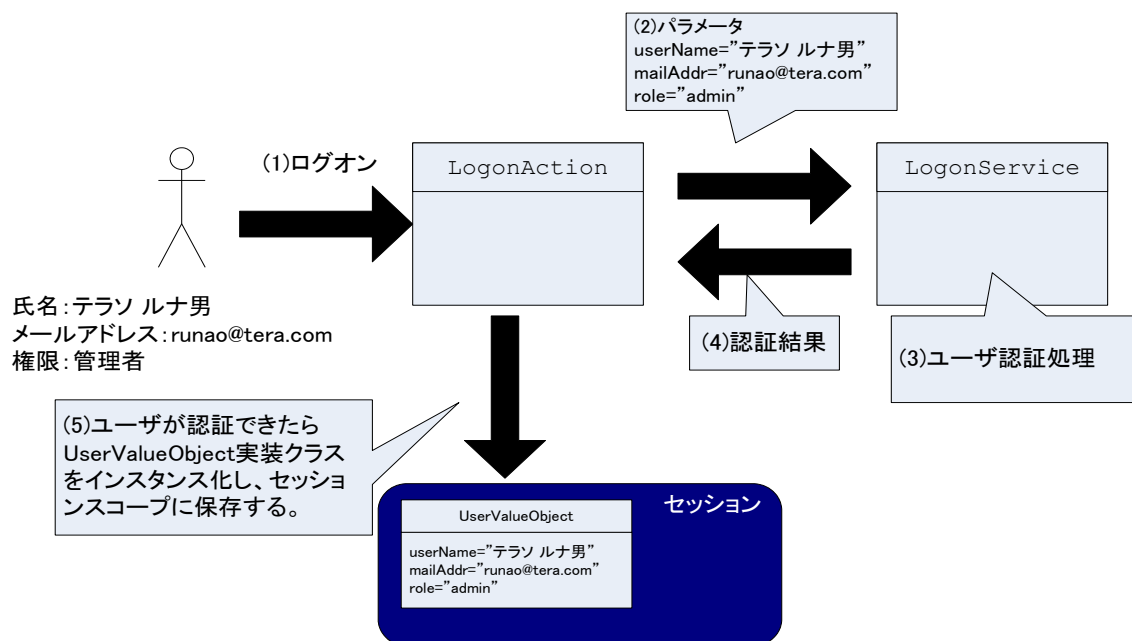 (2)パラメータ
userName=”テラソ ルナ男”
mailAddr=”runao@tera.com”
role=”admin”
(1)ログオン
LogonAction
LogonService
氏名:テラソ ルナ男
メールアドレス:runao@tera.com
権限:管理者
(4)認証結果
(3)ユーザ認証処理
(5)ユーザが認証できたら
UserValueObject実装クラス
をインスタンス化し、セッショ
ンスコープに保存する。
セッション
UserValueObject
userName=”テラソ ルナ男”
mailAddr=”runao@tera.com”
role=”admin”